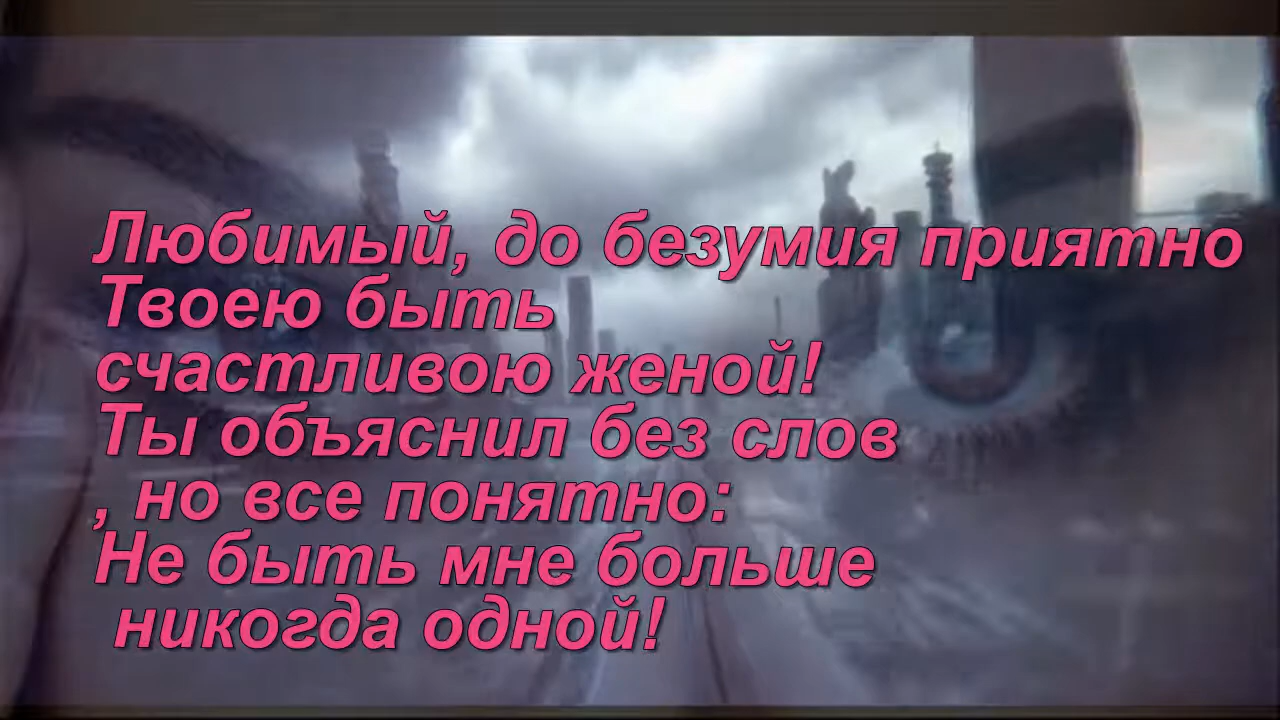 Любимый, до безумия приятно
Твоею быть
счастливою женой!
Ты объяснил без слов
, но все понятно:
Не быть мне больше
никогда одной!